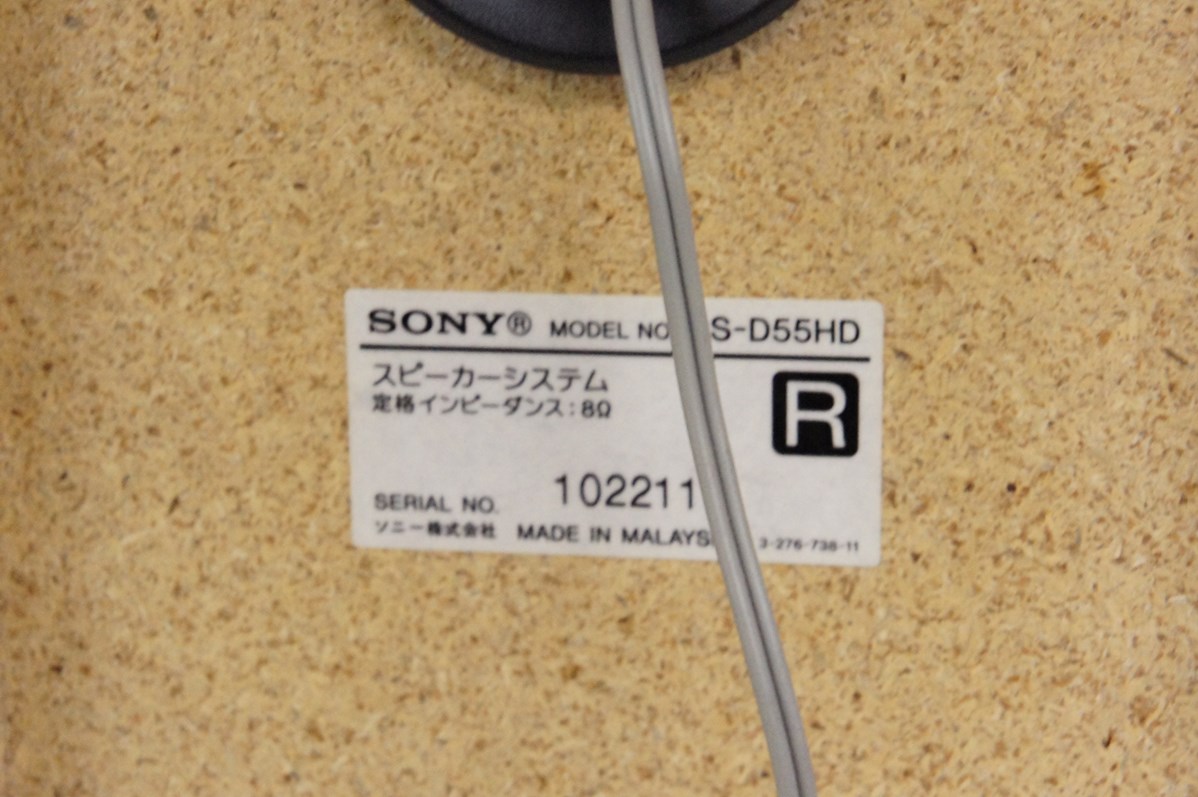 SONY® MODEL NO S-D55HD
スピーカーシステム
定格インピーダンス:8Ω
R
SERIAL NO. 102211
ソニー株式会社 MADE IN MALAYS 3-276-738-11